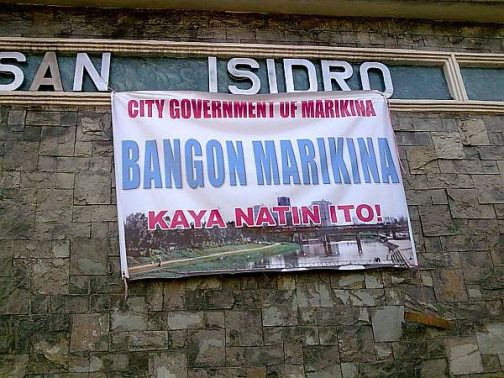 SAN ISIDRO
CITY GOVERNMENT OF MARIKINA
BANGON MARIKINA
KAYA NATIN ITO!